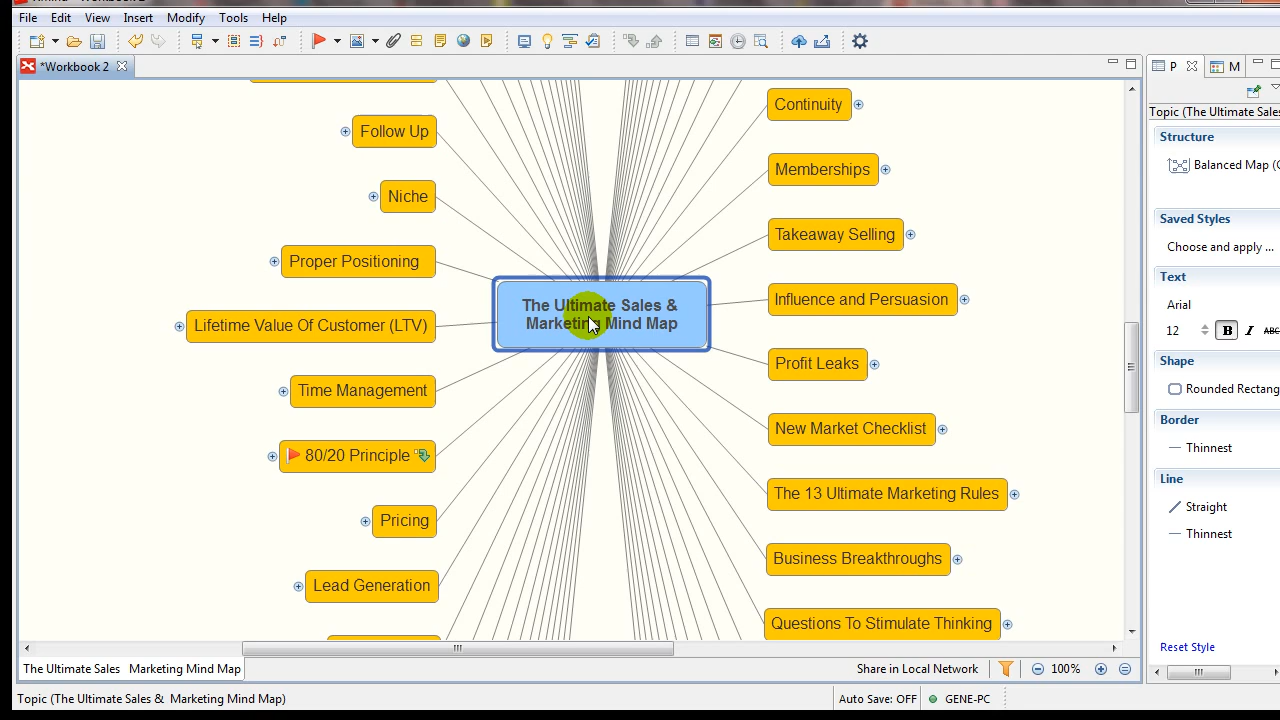 File Edit View Insert Modify Tools Help
*Workbook 2
P
M
Follow Up
Niche
Proper Positioning
Lifetime Value Of Customer (LTV)
Time Management
80/20 Principle
Pricing
Lead Generation
The Ultimate Sales &
Marketing Mind Map
Continuity
Memberships
Takeaway Selling
Influence and Persuasion
Profit Leaks
New Market Checklist
The 13 Ultimate Marketing Rules
Business Breakthroughs
Questions To Stimulate Thinking
Topic (The Ultimate Sales
Structure
Balanced Map (
Saved Styles
Choose and apply ...
Text
Arial
12 B I ABC
Shape
Rounded Rectang
Border
Thinnest
Line
Straight
Thinnest
Reset Style
The Ultimate Sales Marketing Mind Map
Share in Local Network
100%
Topic (The Ultimate Sales & Marketing Mind Map)
Auto Save: OFF
GENE-PC